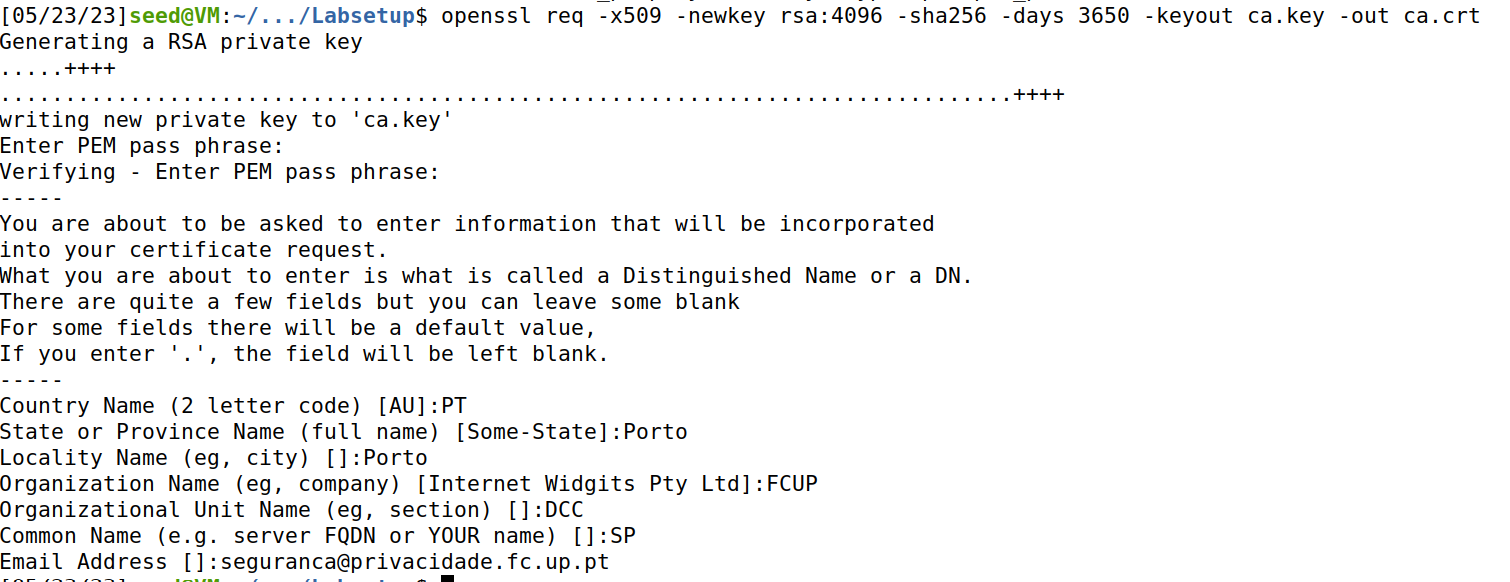 [05/23/23]seed@VM:~/.../Labsetup$ openssl req -x509 -newkey rsa:4096 -sha256 -days 3650 -keyout ca.key -out ca.crt
Generating a RSA private key
.....++++
..............................................................................++++
writing new private key to 'ca.key'
Enter PEM pass phrase:
Verifying - Enter PEM pass phrase:
-----
You are about to be asked to enter information that will be incorporated
into your certificate request.
What you are about to enter is what is called a Distinguished Name or a DN.
There are quite a few fields but you can leave some blank
For some fields there will be a default value,
If you enter '.', the field will be left blank.
-----
Country Name (2 letter code) [AU]:PT
State or Province Name (full name) [Some-State]:Porto
Locality Name (eg, city) []:Porto
Organization Name (eg, company) [Internet Widgits Pty Ltd]:FCUP
Organizational Unit Name (eg, section) []:DCC
Common Name (e.g. server FQDN or YOUR name) []:SP
Email Address []:seguranca@privacidade.fc.up.pt